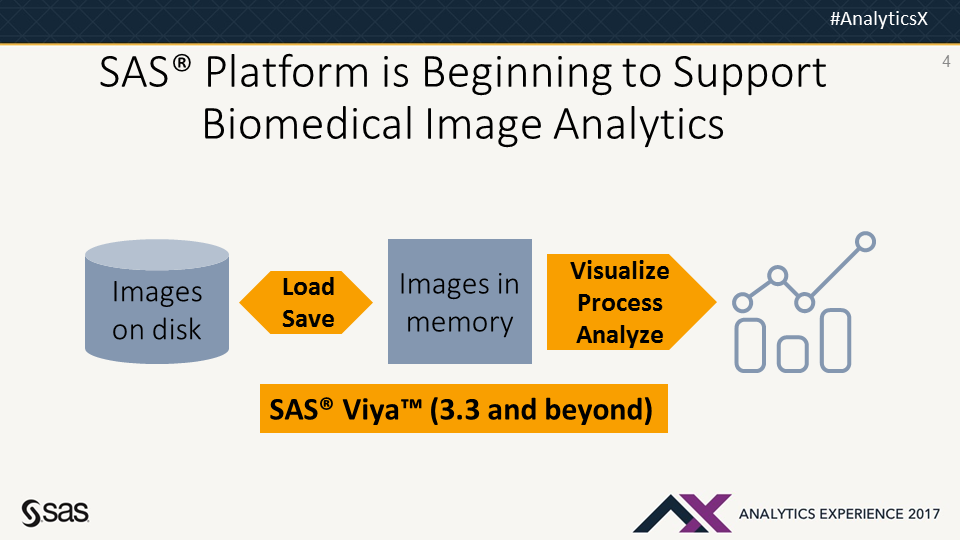 #AnalyticsX
4
SAS® Platform is Beginning to Support
Biomedical Image Analytics
Images
on disk
Load
Save
Images in
memory
Visualize
Process
Analyze
SAS® Viya™ (3.3 and beyond)
sas
ANALYTICS EXPERIENCE 2017